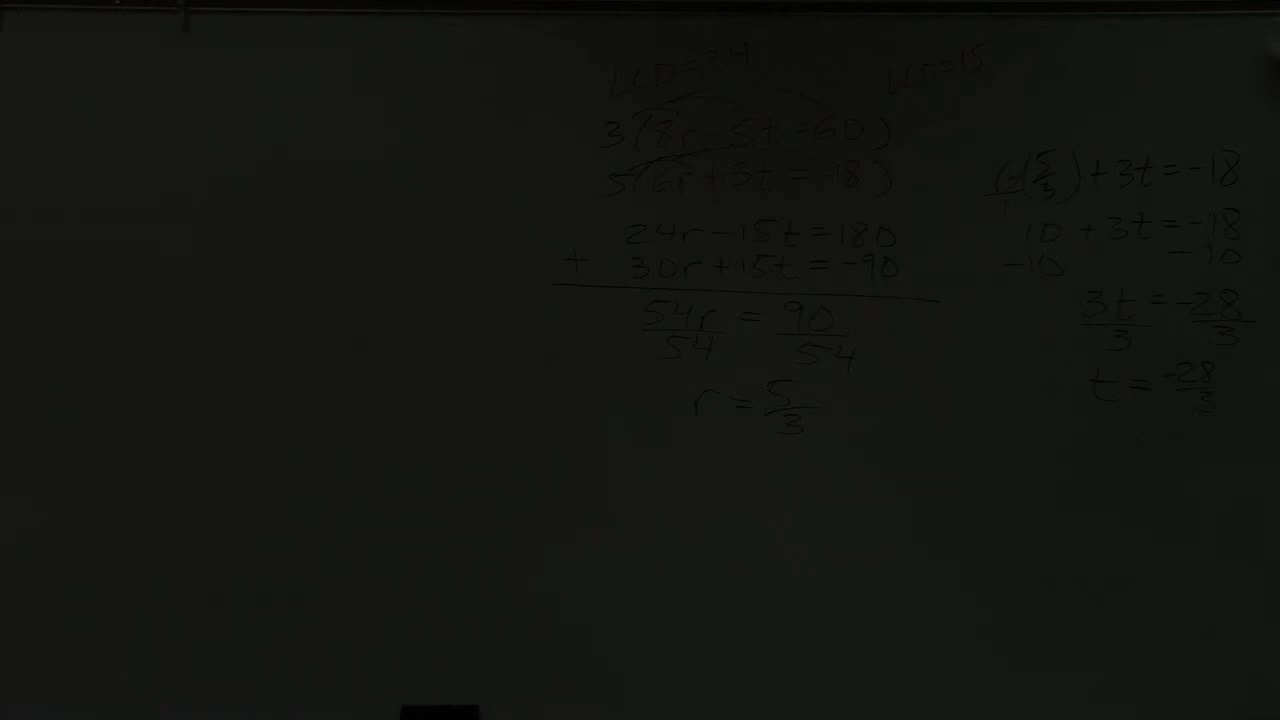 LCD=24
LCD=15
3(8r-5t=60)
5(6r+3t=-18)
24r-15t=180
+ 30r+15t=-90
54r/54 = 90/54
r = 5/3
6/1(5/3)+3t=-18
10 +3t=-18
-10 -10
3t/3 = -28/3
t = -28/3